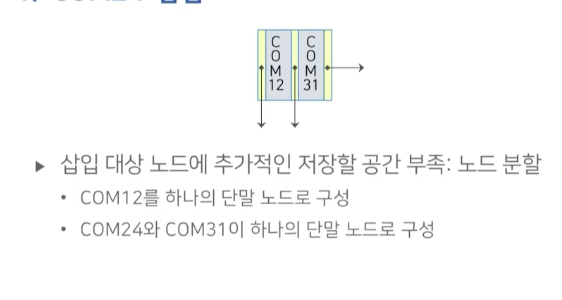 COM12 COM31
▶ 삽입 대상 노드에 추가적인 저장할 공간 부족: 노드 분할
• COM12를 하나의 단말 노드로 구성
• COM24와 COM31이 하나의 단말 노드로 구성